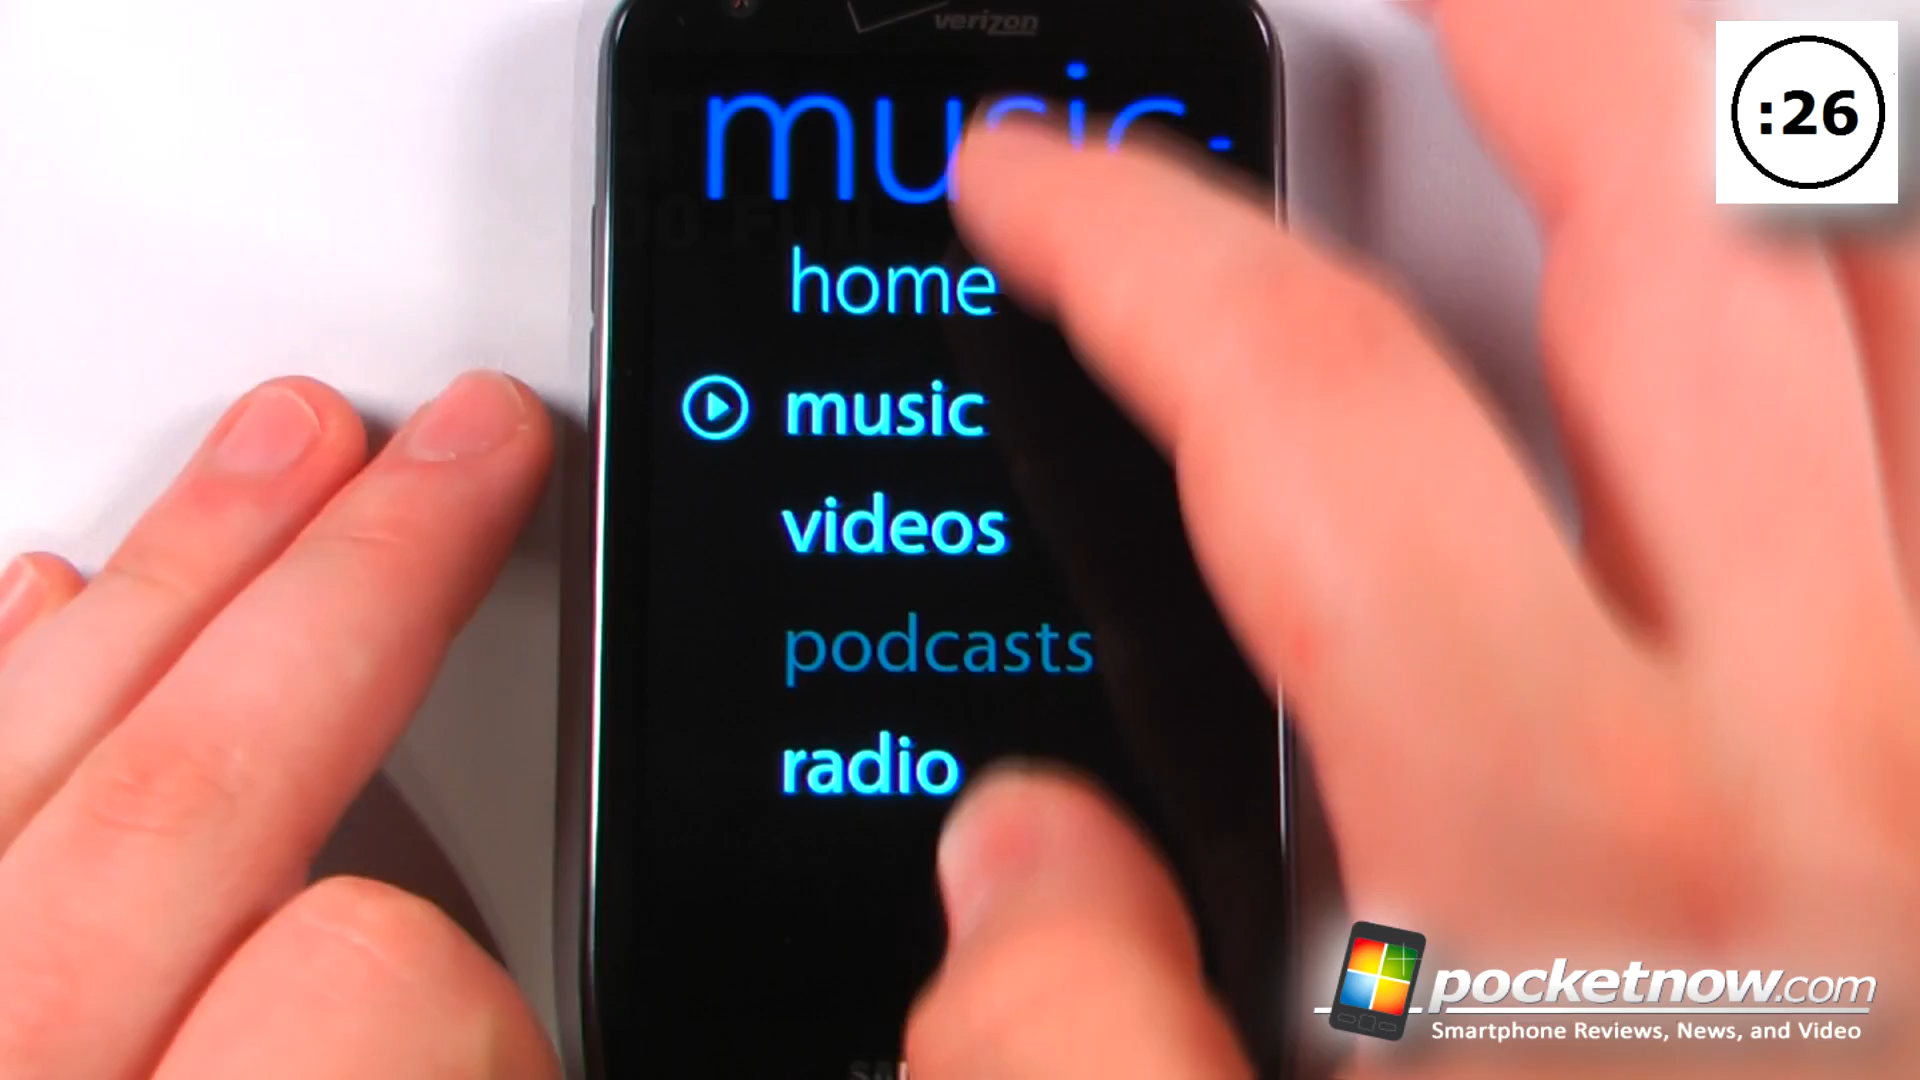 verizon
:26
music
home
music
videos
podcasts
radio
pocketnow.com
Smartphone Reviews, News, and Video